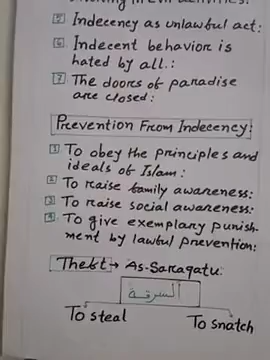 5 Indecency as unlawful act:
6 Indecent behavior is
hated by all.:
7 The doors of paradise
are closed:
Prevention From Indecency:
1 To obey the principles and
ideals of Islam:
2 To raise family awareness:
3 To raise social awareness:
4 To give exemplary punish-
ment by lawful prevention:
Theft → As-Saraqatu:
السرقة
To steal To snatch